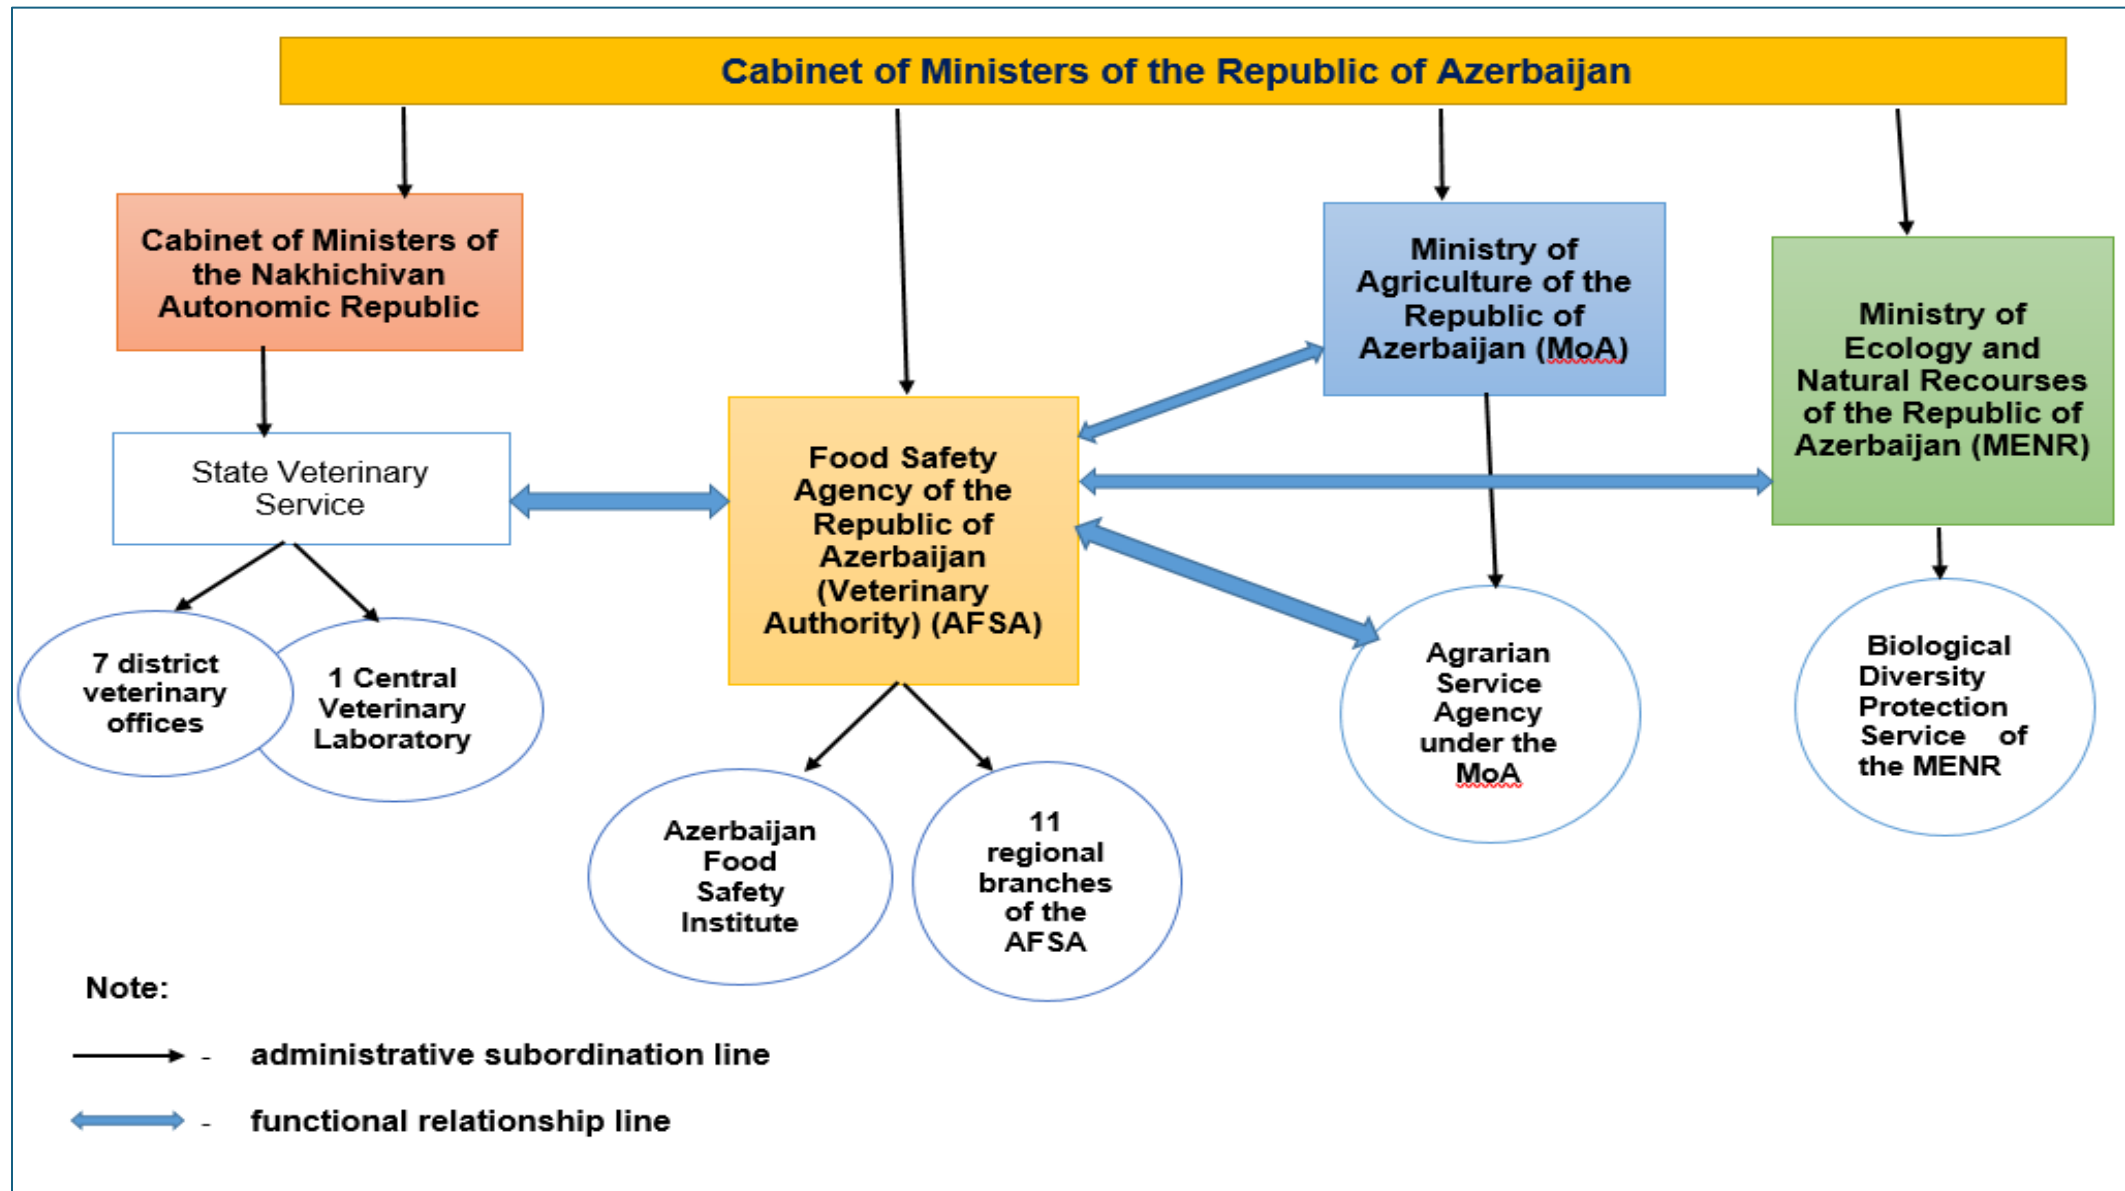 Cabinet of Ministers of the Republic of Azerbaijan
Cabinet of Ministers of
the Nakhichivan
Autonomic Republic
Ministry of
Agriculture of the
Republic of
Azerbaijan (MoA)
Ministry of
Ecology and
Natural Recourses
of the Republic of
Azerbaijan (MENR)
State Veterinary
Service
Food Safety
Agency of the
Republic of
Azerbaijan
(Veterinary
Authority) (AFSA)
7 district
veterinary
offices
1 Central
Veterinary
Laboratory
Agrarian
Service
Agency
under the
MoA
Biological
Diversity
Protection
Service of
the MENR
Azerbaijan
Food
Safety
Institute
11
regional
branches
of the
AFSA
Note:
- administrative subordination line
- functional relationship line